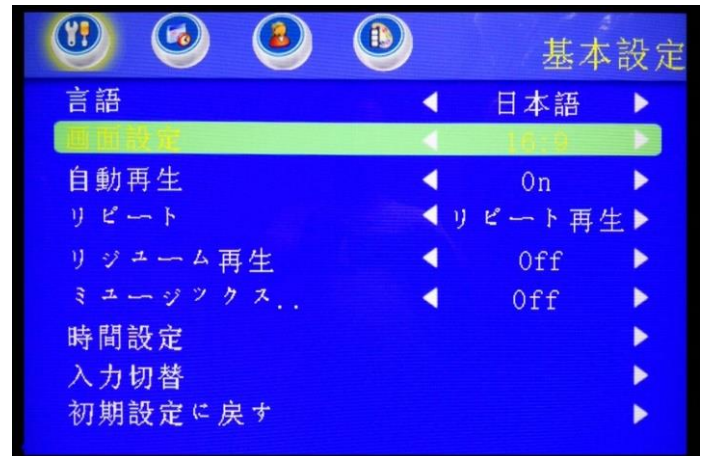 基本設定
言語 日本語
画面設定 16:9
自動再生 On
リピート リピート再生
リジューム再生 Off
ミュージックス.. Off
時間設定
入力切替
初期設定に戻す